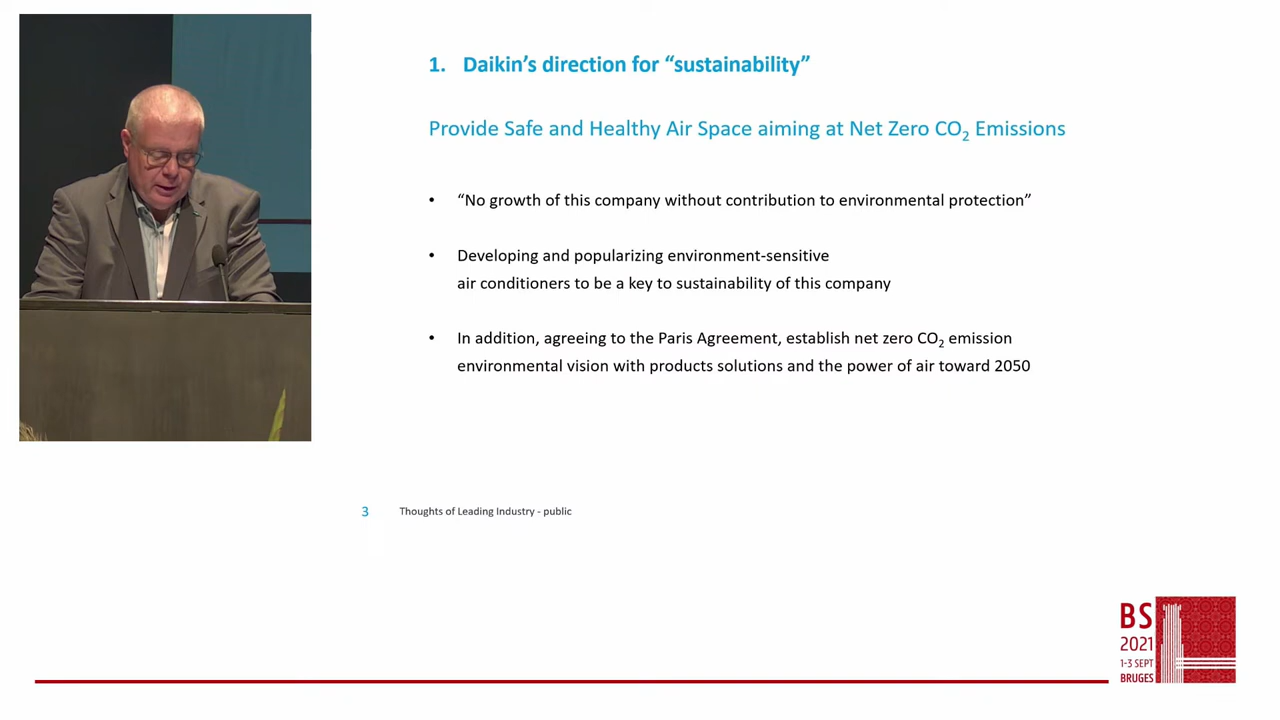 1. Daikin’s direction for “sustainability”
Provide Safe and Healthy Air Space aiming at Net Zero CO₂ Emissions
• “No growth of this company without contribution to environmental protection”
• Developing and popularizing environment-sensitive
air conditioners to be a key to sustainability of this company
• In addition, agreeing to the Paris Agreement, establish net zero CO₂ emission
environmental vision with products solutions and the power of air toward 2050
3 Thoughts of Leading Industry - public
BS
2021
1-3 SEPT
BRUGES